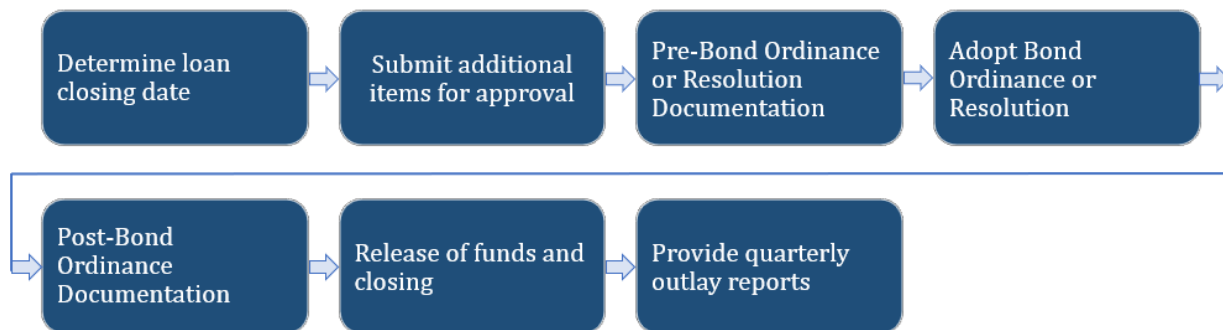 Determine loan
closing date
Submit additional
items for approval
Pre-Bond Ordinance
or Resolution
Documentation
Adopt Bond
Ordinance or
Resolution
Post-Bond
Ordinance
Documentation
Release of funds and
closing
Provide quarterly
outlay reports